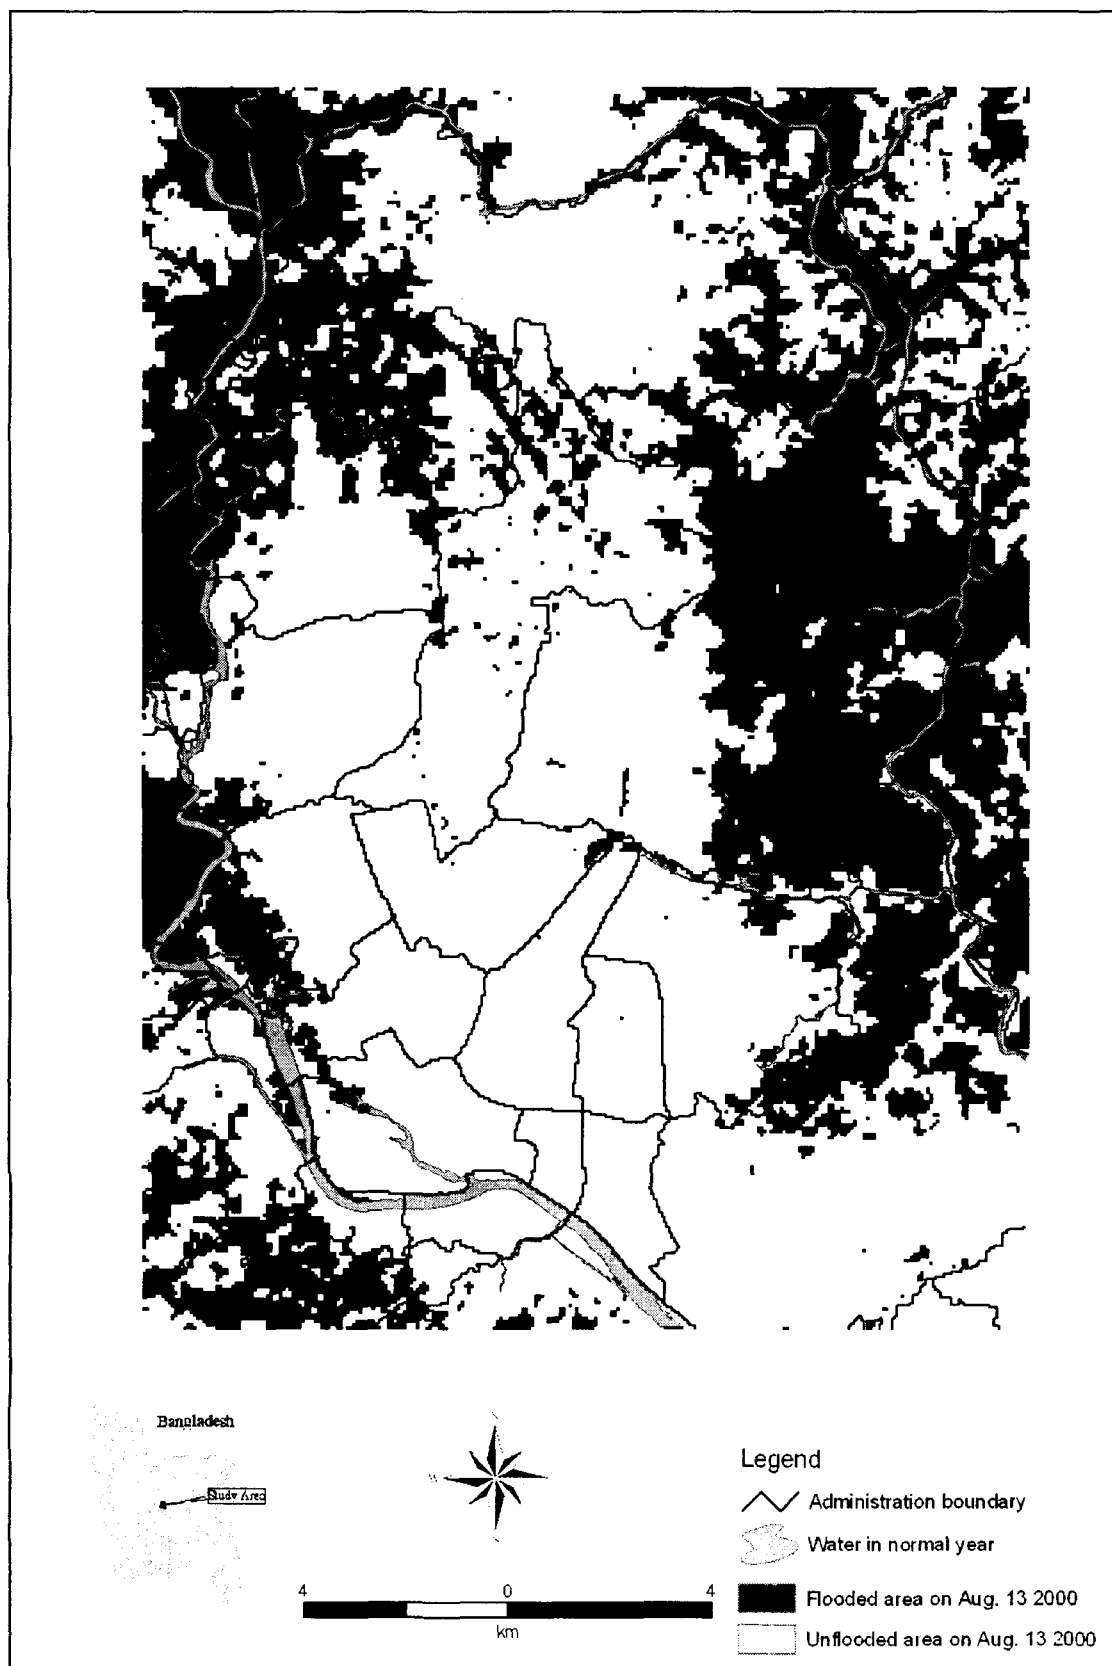 Bangladesh
Study Area
Legend
Administration boundary
Water in normal year
Flooded area on Aug. 13 2000
Unflooded area on Aug. 13 2000
4 0 4
km